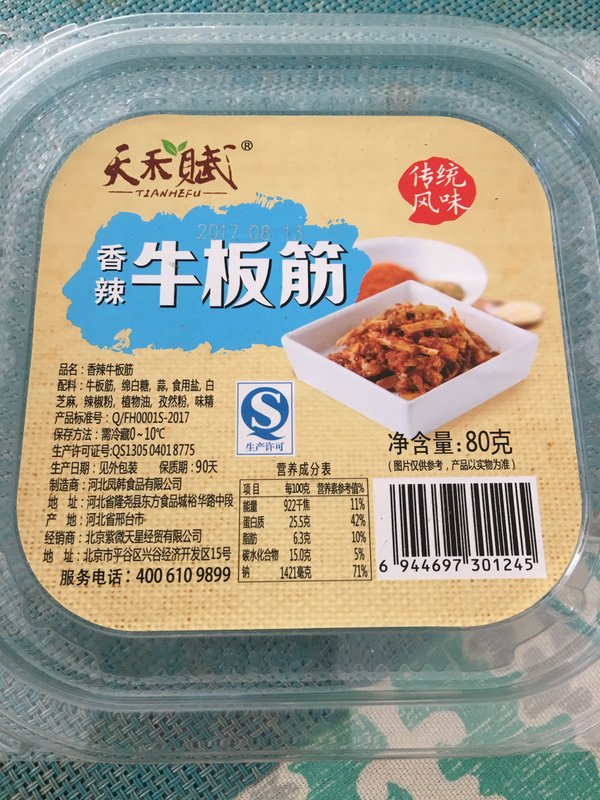 天禾賦®
TIANHEFU
传统
风味
2017 08 13
香辣
牛板筋
品名：香辣牛板筋
配料：牛板筋，绵白糖，蒜，食用盐，白
芝麻，辣椒粉，植物油，孜然粉，味精
产品标准号：Q/FH0001S-2017
保存方法：需冷藏0~10℃
生产许可证号:QS1305 0401 8775
生产日期：见外包装 保质期：90天
制造商：河北凤韩食品有限公司
地 址：河北省隆尧县东方食品城裕华路中段
产 地：河北省邢台市
经销商：北京紫微天星经贸有限公司
地 址：北京市平谷区兴谷经济开发区15号
服务电话：400 610 9899
生产许可
净含量：80克
（图片仅供参考，产品以实物为准）
营养成分表
项目 每100克 营养素参考值%
能量 922千焦 11%
蛋白质 25.5克 42%
脂肪 6.3克 10%
碳水化合物 15.0克 5%
钠 1421毫克 71%
6 944697 301245